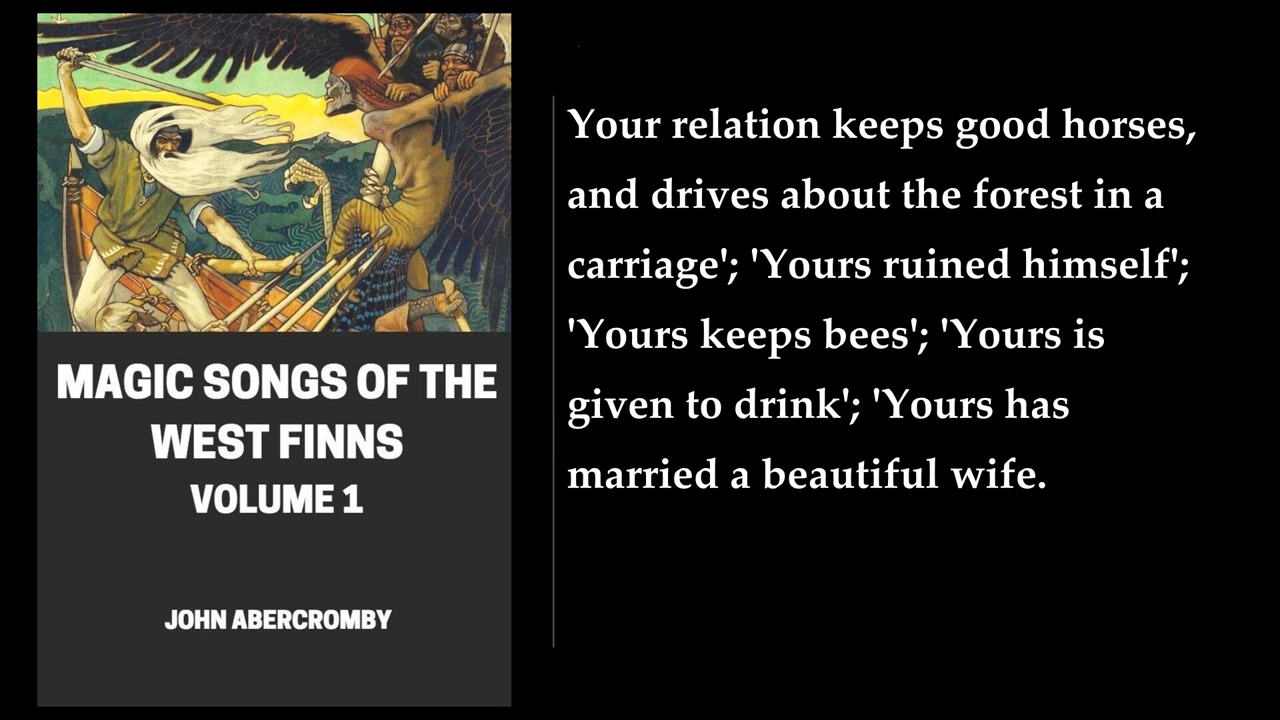 MAGIC SONGS OF THE
WEST FINNS
VOLUME 1
JOHN ABERCROMBY
Your relation keeps good horses,
and drives about the forest in a
carriage'; 'Yours ruined himself';
'Yours keeps bees'; 'Yours is
given to drink'; 'Yours has
married a beautiful wife.